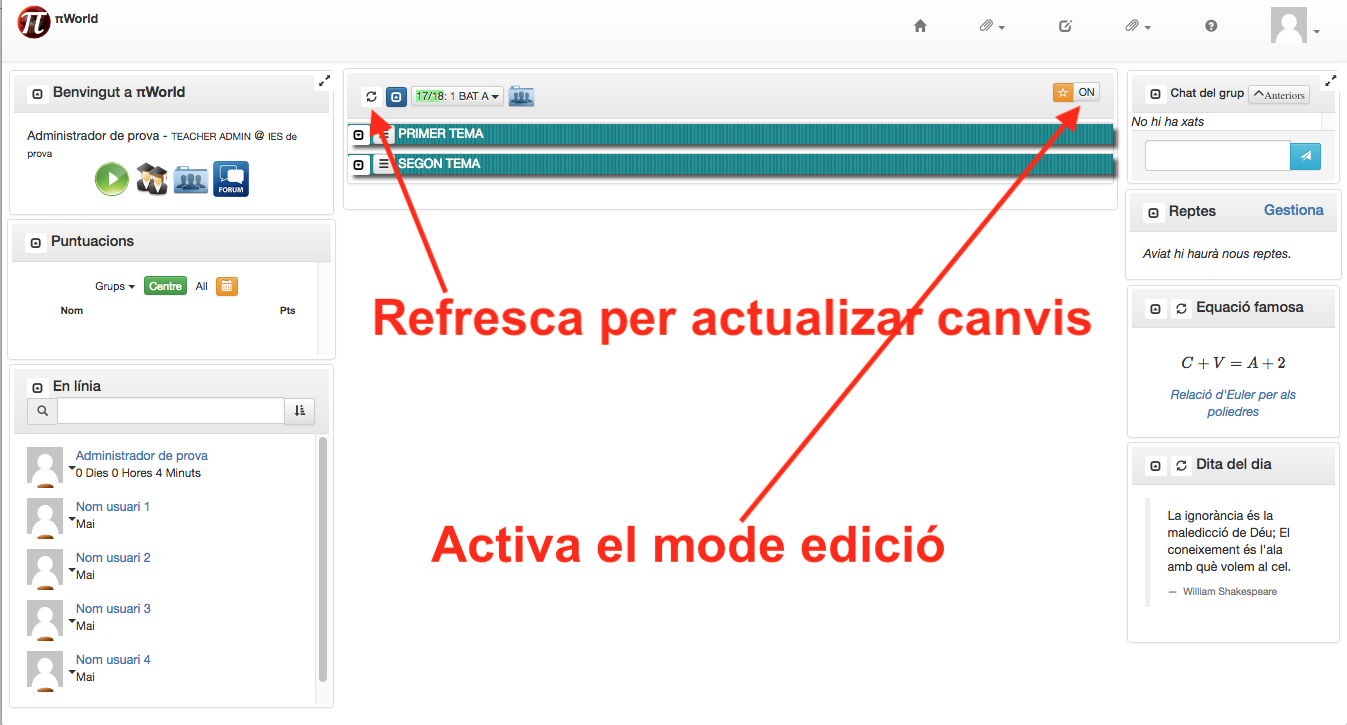 πWorld
Benvingut a πWorld
Administrador de prova - TEACHER ADMIN @ IES de
prova
FORUM
Puntuacions
Grups
Centre
All
Nom
Pts
En línia
Administrador de prova
0 Dies 0 Hores 4 Minuts
Nom usuari 1
Mai
Nom usuari 2
Mai
Nom usuari 3
Mai
Nom usuari 4
Mai
17/18: 1 BAT A
ON
PRIMER TEMA
SEGON TEMA
Refresca per actualizar canvis
Activa el mode edició
Chat del grup
Anteriors
No hi ha xats
Reptes
Gestiona
Aviat hi haurà nous reptes.
Equació famosa
C + V = A + 2
Relació d'Euler per als
poliedres
Dita del dia
La ignorància és la
maledicció de Déu; El
coneixement és l'ala
amb què volem al cel.
— William Shakespeare